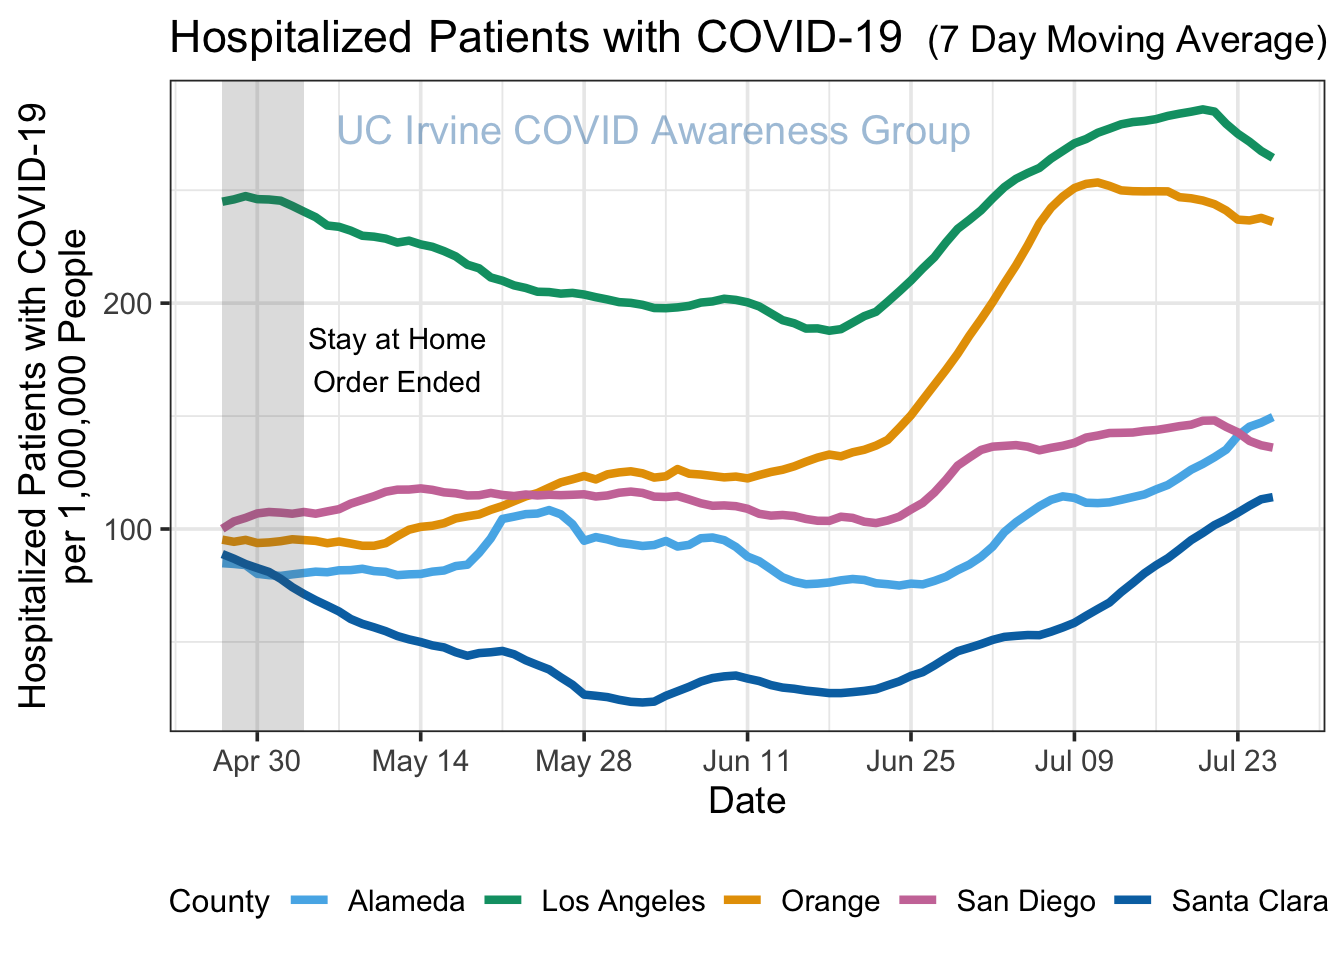 Hospitalized Patients with COVID-19 (7 Day Moving Average)
UC Irvine COVID Awareness Group
Hospitalized Patients with COVID-19
per 1,000,000 People
200
100
Stay at Home
Order Ended
Apr 30 May 14 May 28 Jun 11 Jun 25 Jul 09 Jul 23
Date
County Alameda Los Angeles Orange San Diego Santa Clara